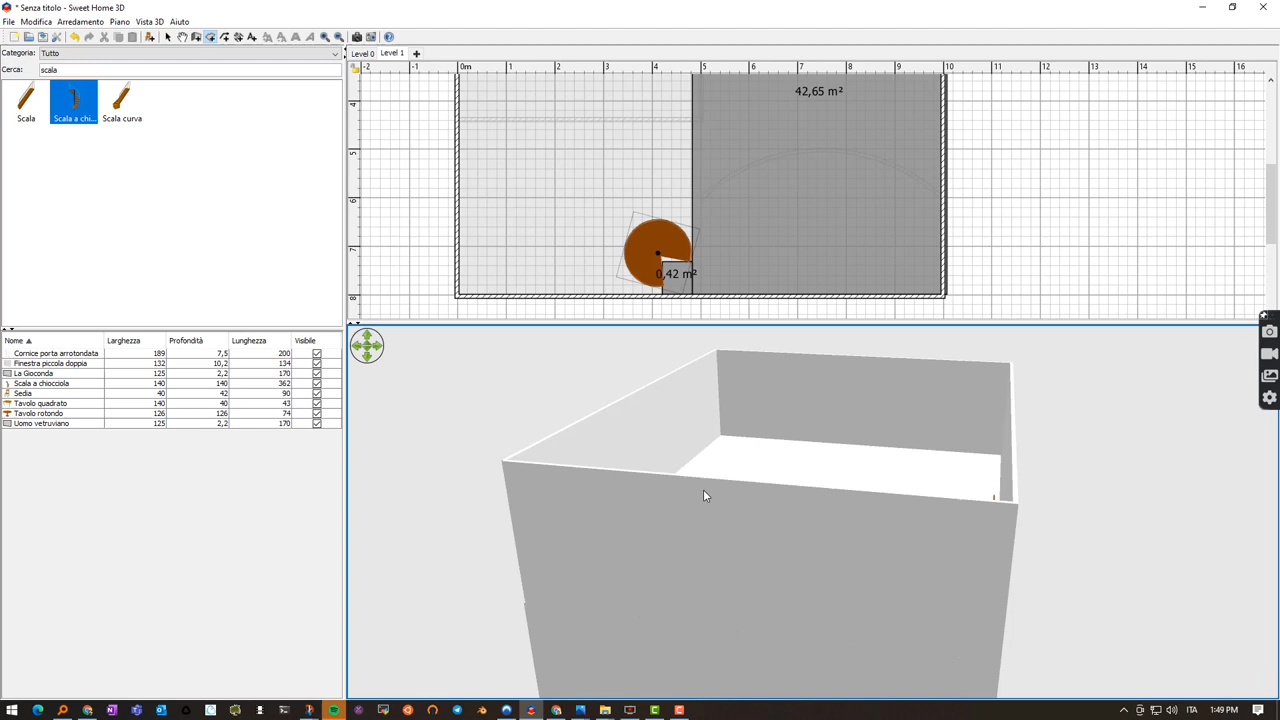 * Senza titolo - Sweet Home 3D
File Modifica Arredamento Piano Vista 3D Aiuto
Categoria: Tutto
Cerca: scala
Scala Scala a chi... Scala curva
Level 0 Level 1
-2 -1 0m 1 2 3 4 5 6 7 8 9 10 11 12 13 14 15 16
4
5
6
7
8
42,65 m²
0,42 m²
Nome Larghezza Profondità Lunghezza Visibile
Cornice porta arrotondata 189 7,5 200
Finestra piccola doppia 132 10,2 134
La Gioconda 125 2,2 170
Scala a chiocciola 140 140 362
Sedia 40 42 90
Tavolo quadrato 140 40 43
Tavolo rotondo 126 126 74
Uomo vetruviano 125 2,2 170
ITA 1:49 PM